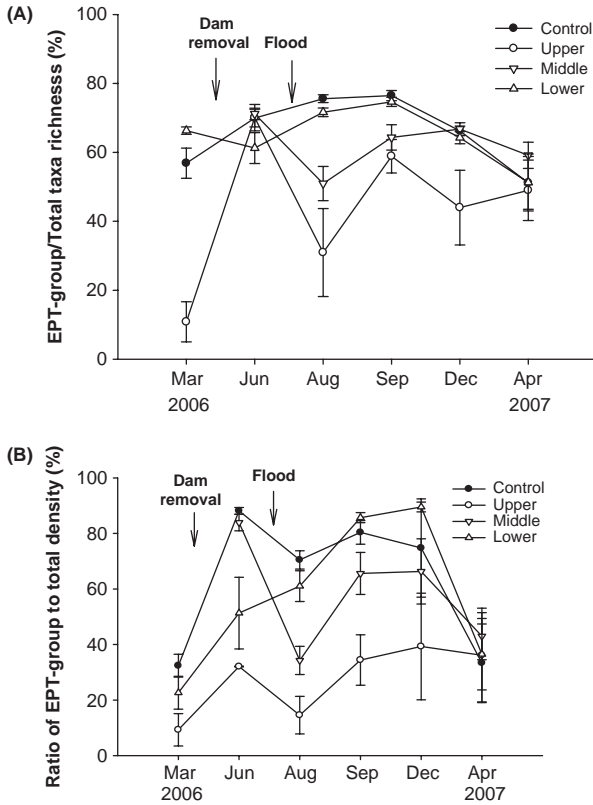 (A)
Dam removal
Flood
Control
Upper
Middle
Lower
EPT-group/Total taxa richnesss (%)
100
80
60
40
20
0
Mar Jun Aug Sep Dec Apr
2006 2007
(B)
Dam removal
Flood
Control
Upper
Middle
Lower
Ratio of EPT-group to total density (%)
100
80
60
40
20
0
Mar Jun Aug Sep Dec Apr
2006 2007